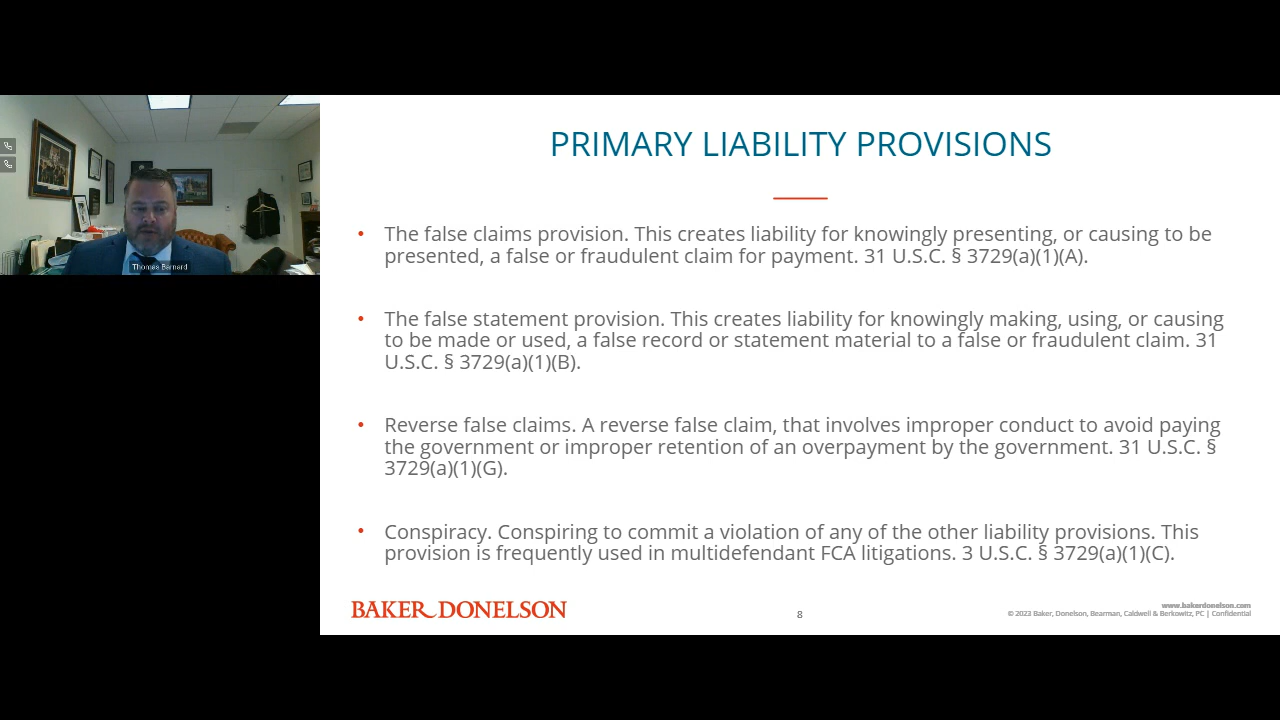 Thomas Barnard
PRIMARY LIABILITY PROVISIONS
• The false claims provision. This creates liability for knowingly presenting, or causing to be
presented, a false or fraudulent claim for payment. 31 U.S.C. § 3729(a)(1)(A).
• The false statement provision. This creates liability for knowingly making, using, or causing
to be made or used, a false record or statement material to a false or fraudulent claim. 31
U.S.C. § 3729(a)(1)(B).
• Reverse false claims. A reverse false claim, that involves improper conduct to avoid paying
the government or improper retention of an overpayment by the government. 31 U.S.C. §
3729(a)(1)(G).
• Conspiracy. Conspiring to commit a violation of any of the other liability provisions. This
provision is frequently used in multidefendant FCA litigations. 3 U.S.C. § 3729(a)(1)(C).
BAKER DONELSON
8
www.bakerdonelson.com
© 2023 Baker, Donelson, Bearman, Caldwell & Berkowitz, PC | Confidential